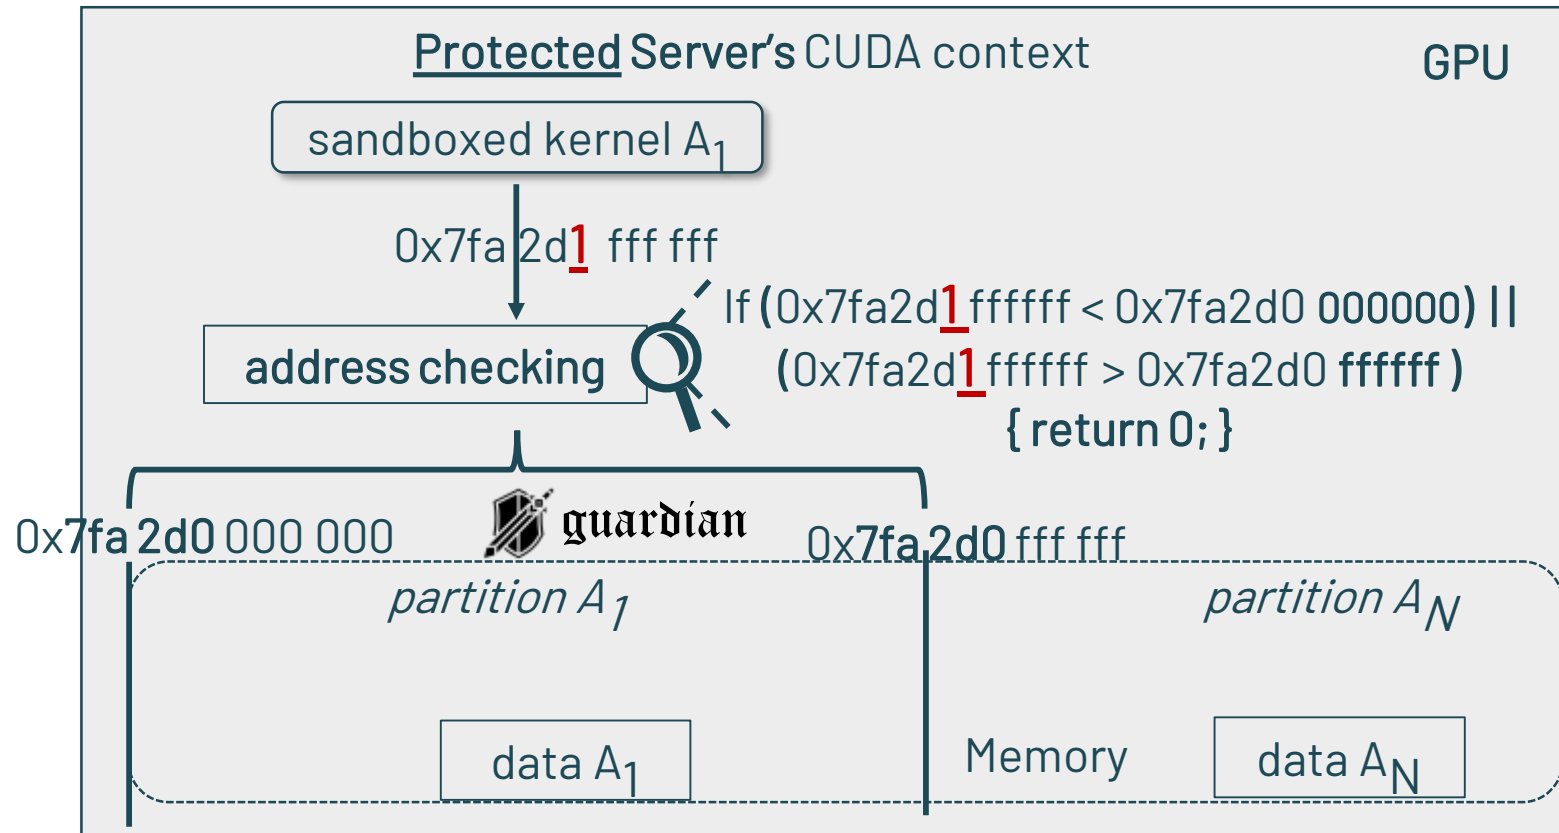 Protected Server's CUDA context
GPU
sandboxed kernel A1
0x7fa 2d1 fff fff
If (0x7fa2d1 ffffff < 0x7fa2d0 000000) ||
(0x7fa2d1 ffffff > 0x7fa2d0 ffffff )
{ return 0; }
address checking
guardian
0x7fa 2d0 000 000
0x7fa 2d0 fff fff
partition A1
partition AN
data A1
Memory
data AN